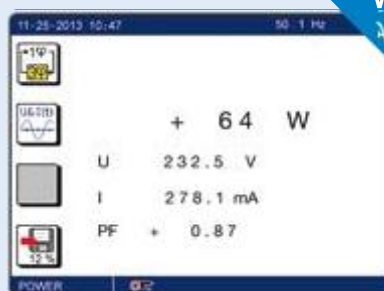 11-25-2013 10:47 50.1 Hz
+1φ
U&I(t)
+ 64 W
U 232.5 V
I 278.1 mA
PF + 0.87
12 %
POWER